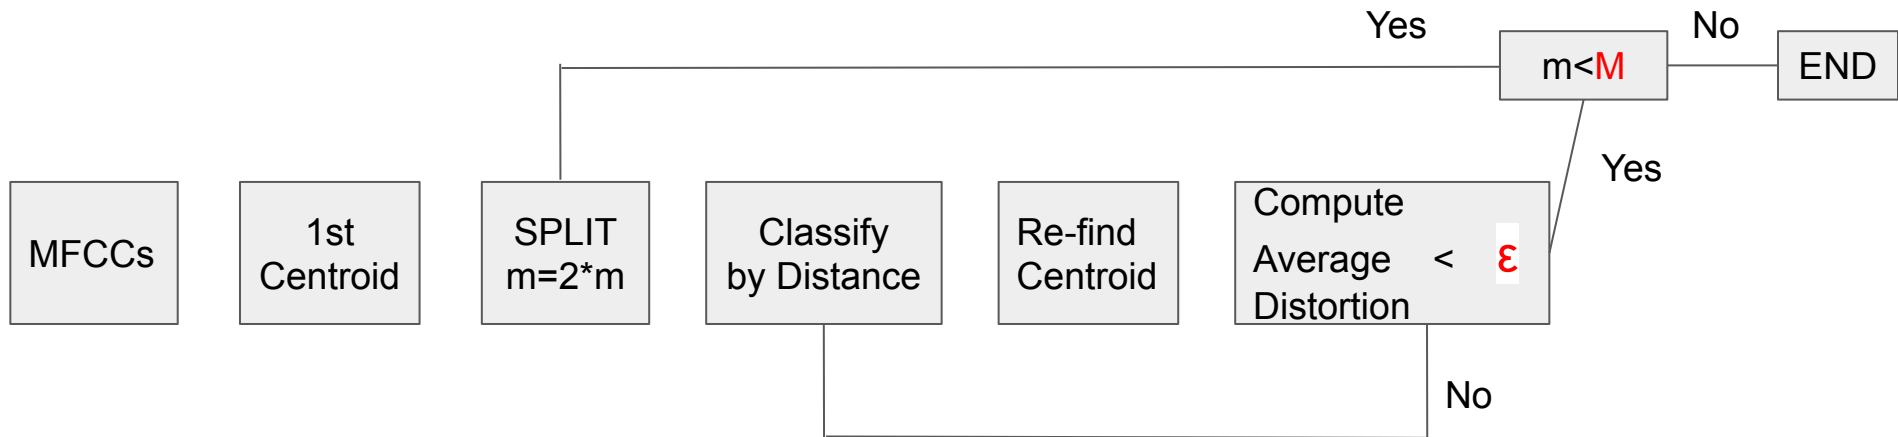 Yes
No
m<M
END
Yes
MFCCs
1st
Centroid
SPLIT
m=2*m
Classify
by Distance
Re-find
Centroid
Compute
Average < ε
Distortion
No